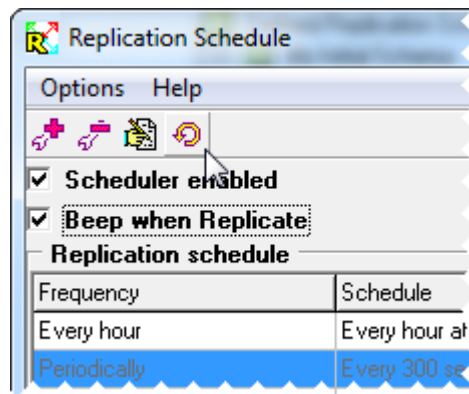 Replication Schedule
Options Help
Scheduler enabled
Beep when Replicate
Replication schedule
Frequency Schedule
Every hour Every hour at
Periodically Every 300 se